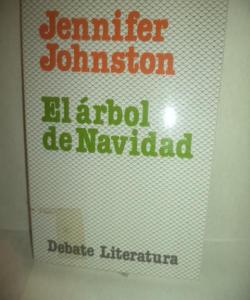 Jennifer
Johnston
El árbol
de Navidad
Debate Literatura